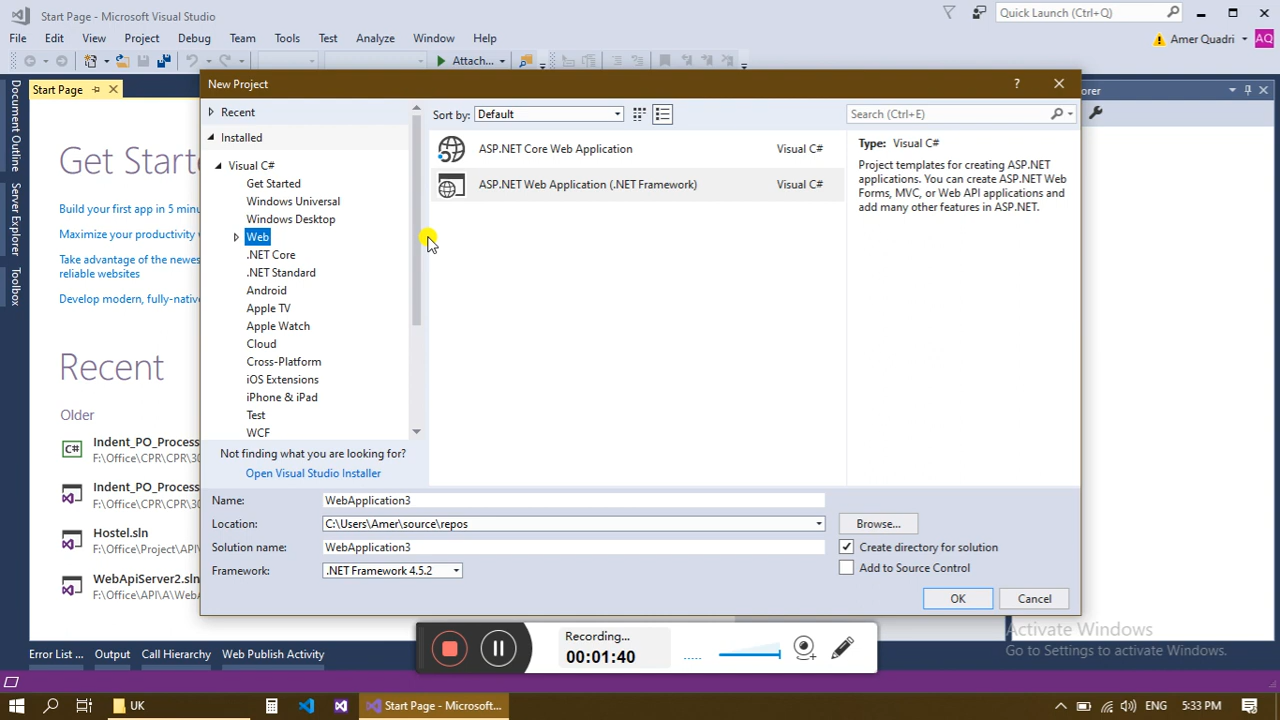 Start Page - Microsoft Visual Studio
Quick Launch (Ctrl+Q)
File Edit View Project Debug Team Tools Test Analyze Window Help
Amer Quadri AQ
Attach...
Document Outline
Server Explorer
Toolbox
Start Page
orer
Get Starte
Build your first app in 5 minu
Maximize your productivity
Take advantage of the newes
reliable websites
Develop modern, fully-native
Recent
Older
Indent_PO_Process
F:\Office\CPR\CPR\30
Indent_PO_Process
F:\Office\CPR\CPR\30
Hostel.sln
F:\Office\Project\API\
WebApiServer2.sln
F:\Office\API\A\WebA
New Project
?
Recent
Installed
Visual C#
Get Started
Windows Universal
Windows Desktop
Web
.NET Core
.NET Standard
Android
Apple TV
Apple Watch
Cloud
Cross-Platform
iOS Extensions
iPhone & iPad
Test
WCF
Not finding what you are looking for?
Open Visual Studio Installer
Sort by: Default
ASP.NET Core Web Application Visual C#
ASP.NET Web Application (.NET Framework) Visual C#
Search (Ctrl+E)
Type: Visual C#
Project templates for creating ASP.NET
applications. You can create ASP.NET Web
Forms, MVC, or Web API applications and
add many other features in ASP.NET.
Name: WebApplication3
Location: C:\Users\Amer\source\repos
Browse...
Solution name: WebApplication3
Create directory for solution
Framework: .NET Framework 4.5.2
Add to Source Control
OK Cancel
Recording...
00:01:40
Activate Windows
Go to Settings to activate Windows.
Error List ... Output Call Hierarchy Web Publish Activity
UK
Start Page - Microsoft...
ENG 5:33 PM